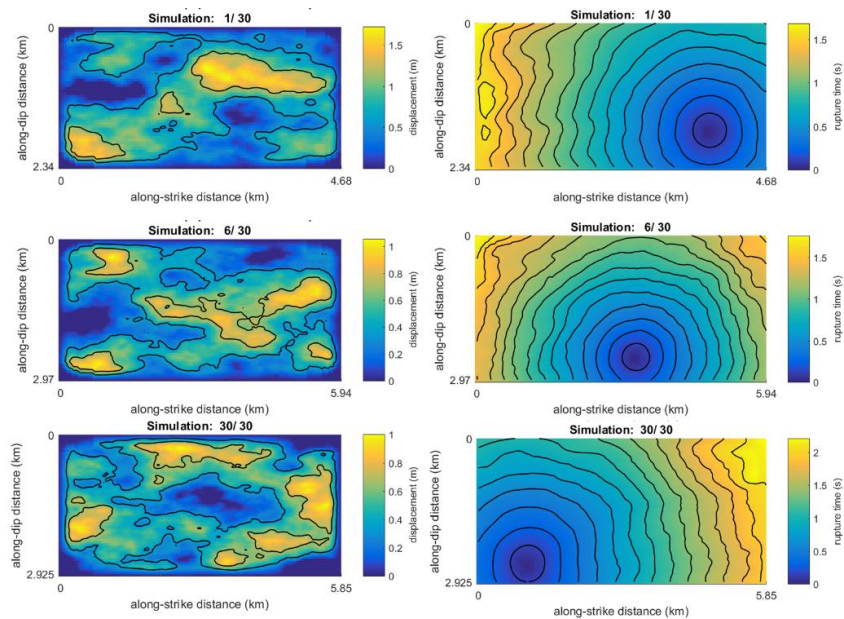 Simulation: 1/ 30
0
along-dip distance (km)
2.34
0
4.68
along-strike distance (km)
1.5
1
0.5
0
displacement (m)
Simulation: 1/ 30
0
along-dip distance (km)
2.34
0
4.68
along-strike distance (km)
1.5
1
0.5
0
rupture time (s)
Simulation: 6/ 30
0
along-dip distance (km)
2.97
0
5.94
along-strike distance (km)
1
0.8
0.6
0.4
0.2
0
displacement (m)
Simulation: 6/ 30
0
along-dip distance (km)
2.97
0
5.94
along-strike distance (km)
1.5
1
0.5
0
rupture time (s)
Simulation: 30/ 30
0
along-dip distance (km)
2.925
0
5.85
along-strike distance (km)
1
0.8
0.6
0.4
0.2
0
displacement (m)
Simulation: 30/ 30
0
along-dip distance (km)
2.925
0
5.85
along-strike distance (km)
2
1.5
1
0.5
0
rupture time (s)